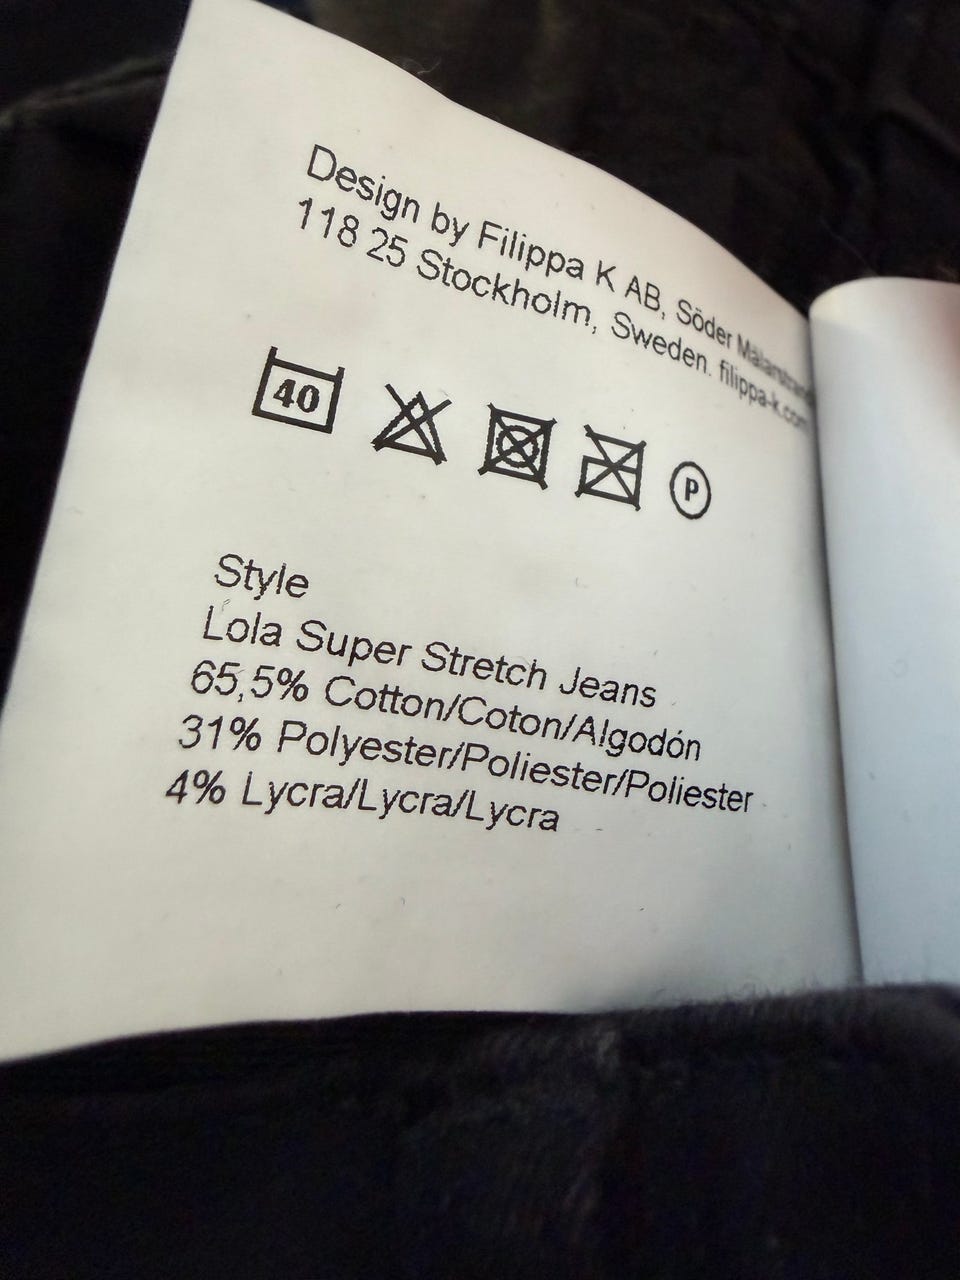 Design by Filippa K AB, Söder Mälarstrand
118 25 Stockholm, Sweden. filippa-k.com
40
P
Style
Lola Super Stretch Jeans
65,5% Cotton/Coton/Algodón
31% Polyester/Poliester/Poliester
4% Lycra/Lycra/Lycra